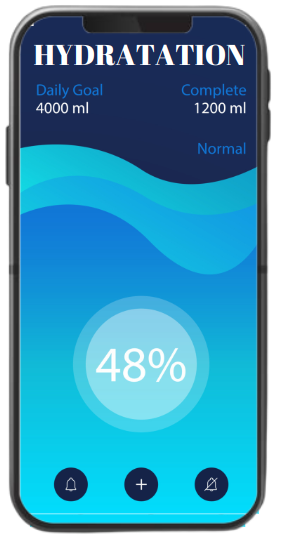 HYDRATATION
Daily Goal Complete
4000 ml 1200 ml
Normal
48%
+